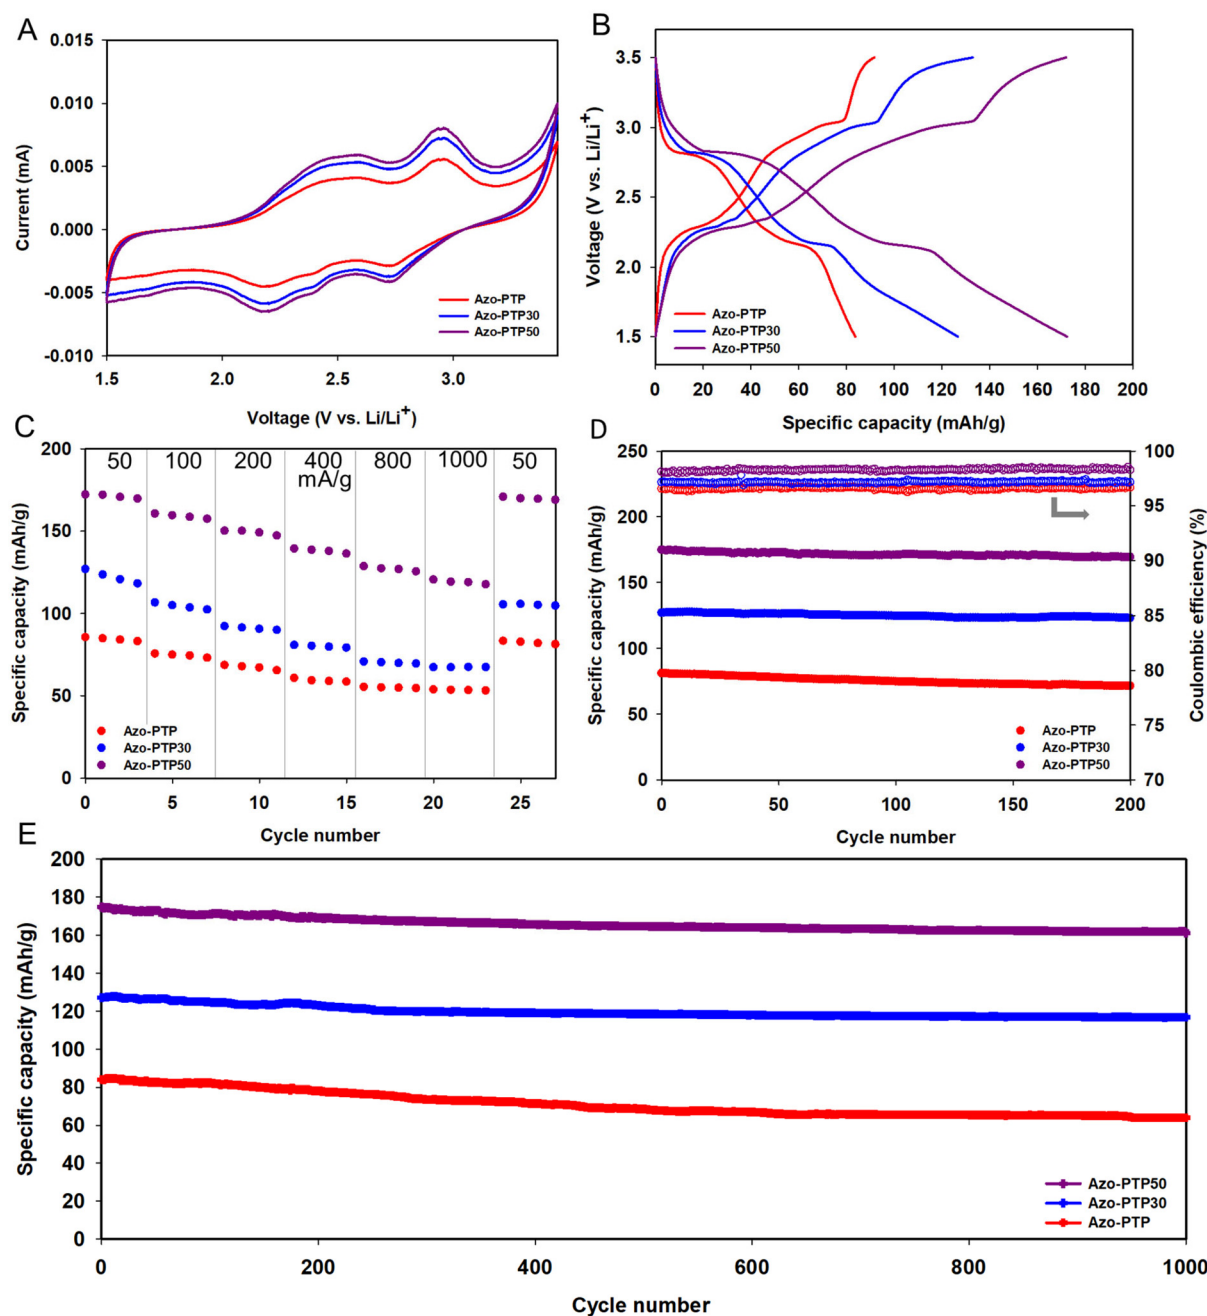 A
Current (mA)
0.015
0.010
0.005
0.000
-0.005
-0.010
1.5 2.0 2.5 3.0
Voltage (V vs. Li/Li+)
Azo-PTP
Azo-PTP30
Azo-PTP50
B
Voltage (V vs. Li/Li+)
3.5
3.0
2.5
2.0
1.5
0 20 40 60 80 100 120 140 160 180 200
Specific capacity (mAh/g)
Azo-PTP
Azo-PTP30
Azo-PTP50
C
Specific capacity (mAh/g)
200
150
100
50
0
50 100 200 400 800 1000 50
mA/g
Azo-PTP
Azo-PTP30
Azo-PTP50
0 5 10 15 20 25
Cycle number
D
Specific capacity (mAh/g)
250
200
150
100
50
0
Azo-PTP
Azo-PTP30
Azo-PTP50
0 50 100 150 200
Cycle number
100
95
90
85
80
75
70
Coulombic efficiency (%)
E
Specific capacity (mAh/g)
200
180
160
140
120
100
80
60
40
20
0
Azo-PTP50
Azo-PTP30
Azo-PTP
0 200 400 600 800 1000
Cycle number